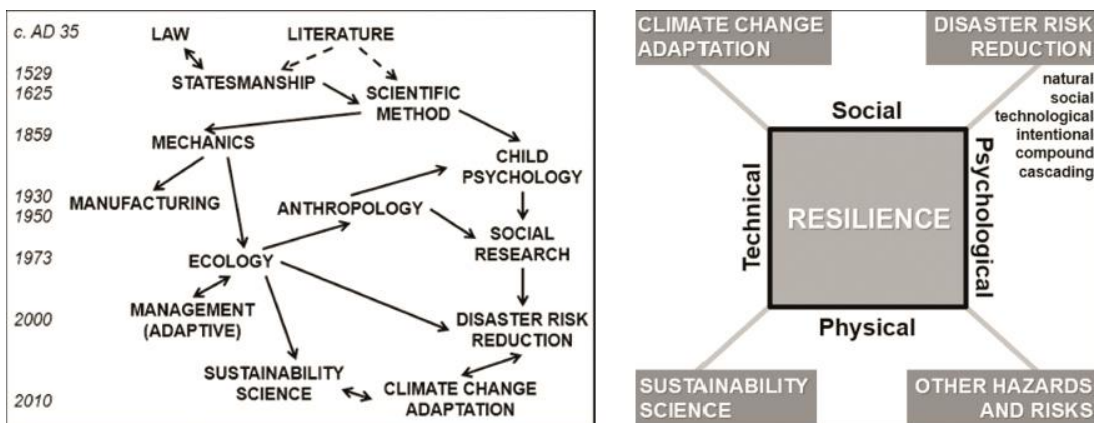 c. AD 35
LAW
LITERATURE
1529
STATESMANSHIP
1625
SCIENTIFIC
METHOD
1859
MECHANICS
CHILD
PSYCHOLOGY
1930
MANUFACTURING
ANTHROPOLOGY
1950
SOCIAL
RESEARCH
1973
ECOLOGY
MANAGEMENT
(ADAPTIVE)
2000
DISASTER RISK
REDUCTION
SUSTAINABILITY
SCIENCE
CLIMATE CHANGE
ADAPTATION
2010
CLIMATE CHANGE
ADAPTATION
DISASTER RISK
REDUCTION
natural
social
technological
intentional
compound
cascading
Social
Technical
RESILIENCE
Psychological
Physical
SUSTAINABILITY
SCIENCE
OTHER HAZARDS
AND RISKS